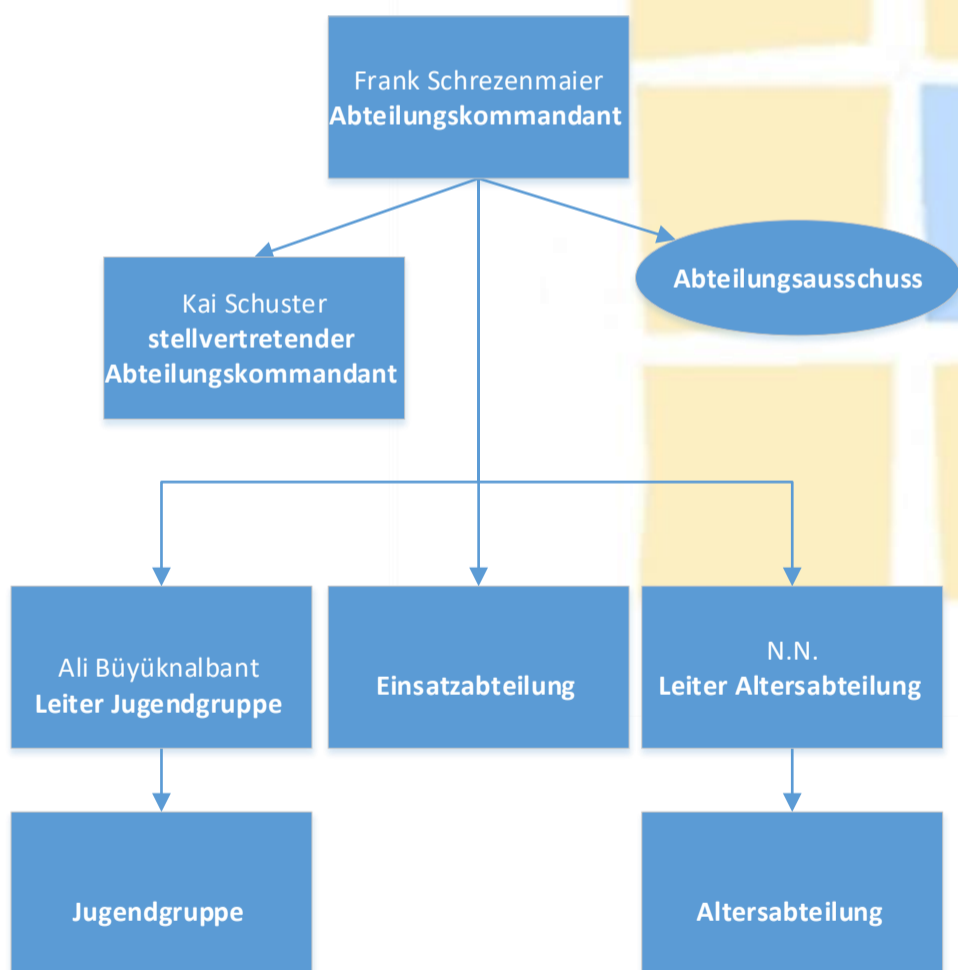 Frank Schrezenmaier
Abteilungskommandant
Kai Schuster
stellvertretender
Abteilungskommandant
Abteilungsausschuss
Ali Büyüknalbant
Leiter Jugendgruppe
Einsatzabteilung
N.N.
Leiter Altersabteilung
Jugendgruppe
Altersabteilung